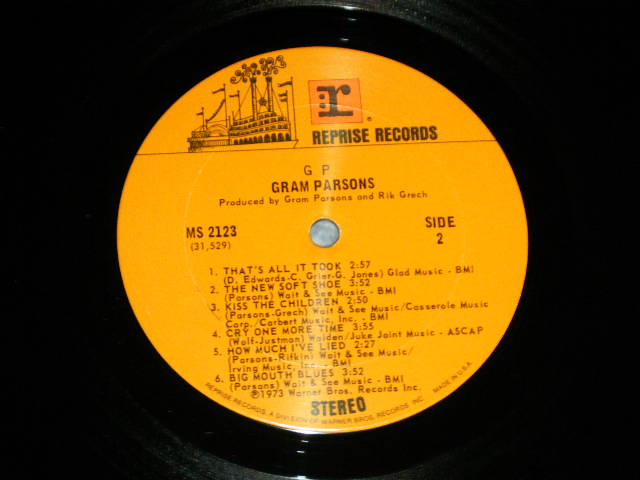 :r
®
REPRISE RECORDS
G P
GRAM PARSONS
Produced by Gram Parsons and Rik Grech
MS 2123
(31,529)
SIDE
2
1. THAT'S ALL IT TOOK 2:57
(D. Edwards-C. Grier-G. Jones) Glad Music - BMI
2. THE NEW SOFT SHOE 3:52
(Parsons) Wait & See Music - BMI
3. KISS THE CHILDREN 2:50
(Parsons-Grech) Wait & See Music/Casserole Music
Corp./Carbert Music, Inc. - BMI
4. CRY ONE MORE TIME 3:55
(Wolf-Justman) Walden/Juke Joint Music - ASCAP
5. HOW MUCH I'VE LIED 2:27
(Parsons-Rifkin) Wait & See Music/
Irving Music, Inc. - BMI
6. BIG MOUTH BLUES 3:52
(Parsons) Wait & See Music - BMI
©1973 Warner Bros. Records Inc.
STEREO
REPRISE RECORDS, A DIVISION OF WARNER BROS. RECORDS, INC. MADE IN U.S.A.